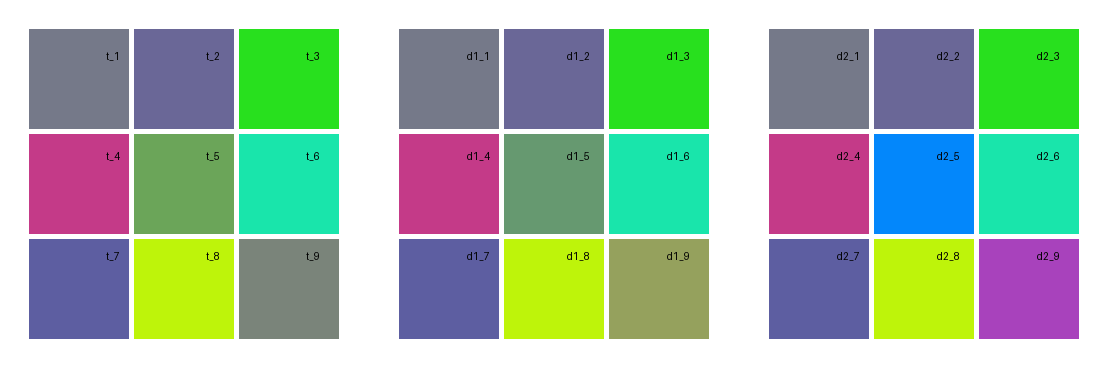 t_1 t_2 t_3 d1_1 d1_2 d1_3 d2_1 d2_2 d2_3
t_4 t_5 t_6 d1_4 d1_5 d1_6 d2_4 d2_5 d2_6
t_7 t_8 t_9 d1_7 d1_8 d1_9 d2_7 d2_8 d2_9